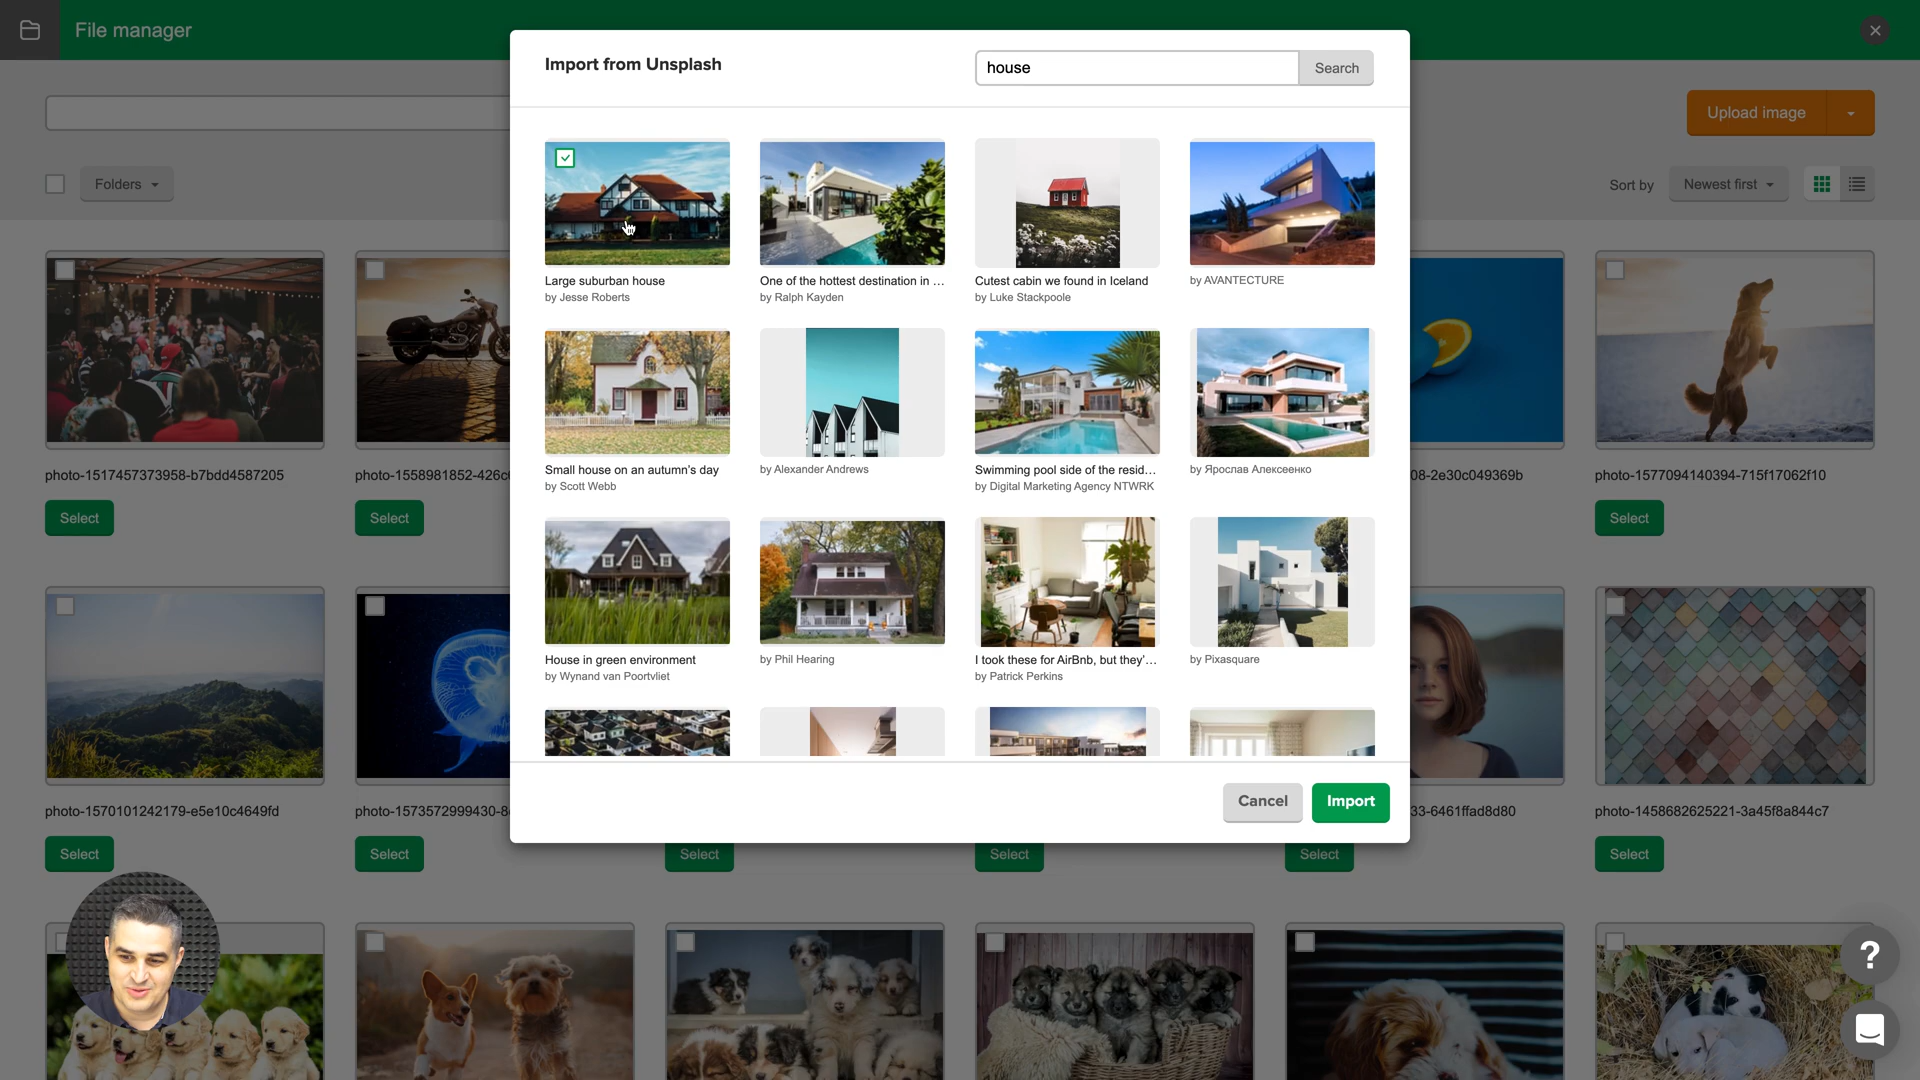 File manager
Import from Unsplash
house
Search
Upload image
Folders
Sort by
Newest first
Large suburban house
by Jesse Roberts
One of the hottest destination in ...
by Ralph Kayden
Cutest cabin we found in Iceland
by Luke Stackpoole
by AVANTECTURE
Small house on an autumn's day
by Scott Webb
by Alexander Andrews
Swimming pool side of the resid...
by Digital Marketing Agency NTWRK
by Ярослав Алексеенко
House in green environment
by Wynand van Poortvliet
by Phil Hearing
I took these for AirBnb, but they'...
by Patrick Perkins
by Pixasquare
Cancel
Import
photo-1517457373958-b7bdd4587205
photo-1558981852-426c
08-2e30c049369b
photo-1577094140394-715f17062f10
Select
Select
Select
photo-1570101242179-e5e10c4649fd
photo-1573572999430-8
33-6461ffad8d80
photo-1458682625221-3a45f8a844c7
Select
Select
Select
Select
Select
Select
?